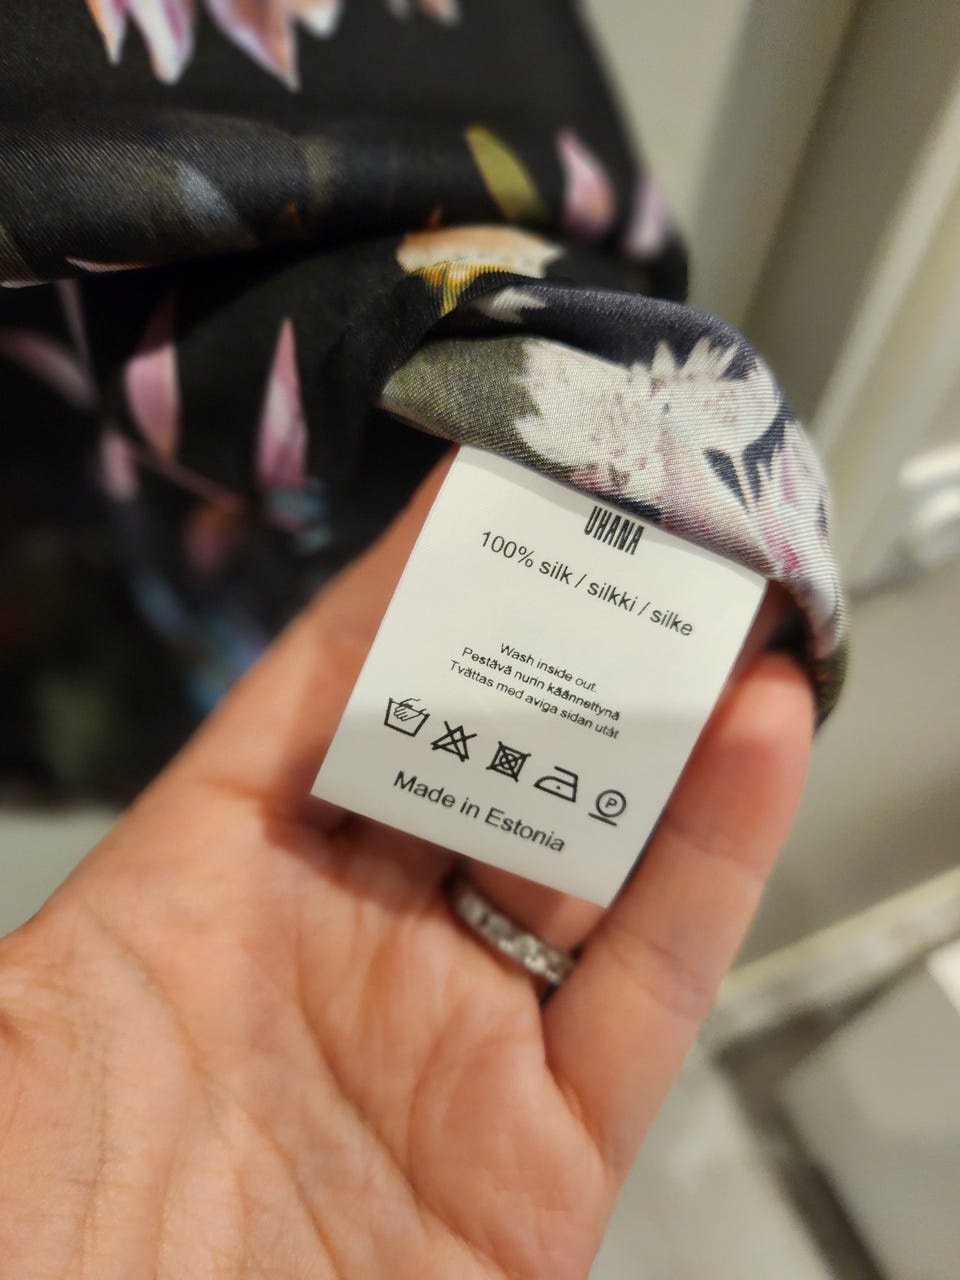 UHANA
100% silk / silkki / silke
Wash inside out.
Pestävä nurin käännettynä
Tvättas med aviga sidan utåt
P
Made in Estonia